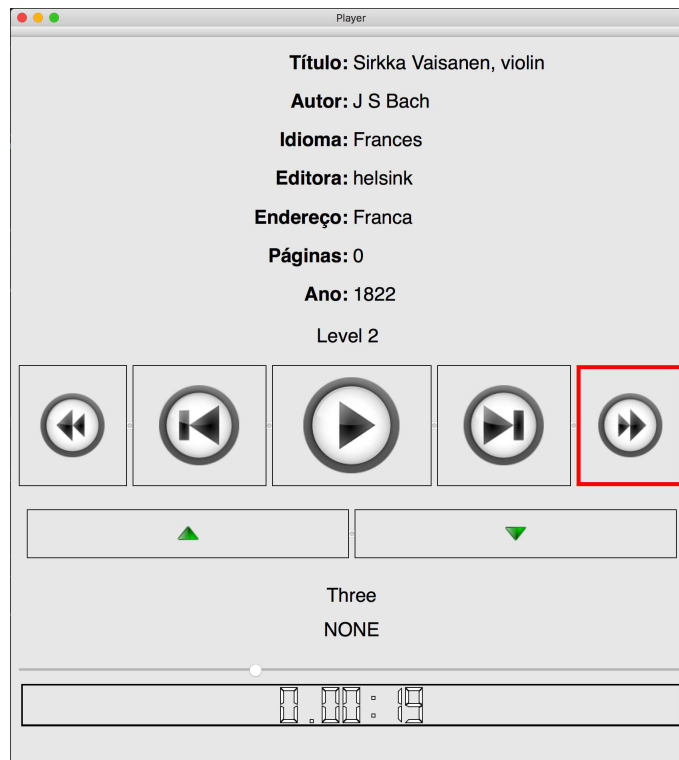 Player
Título: Sirkka Vaisanen, violin
Autor: J S Bach
Idioma: Frances
Editora: helsink
Endereço: Franca
Páginas: 0
Ano: 1822
Level 2
Three
NONE
0.00:19